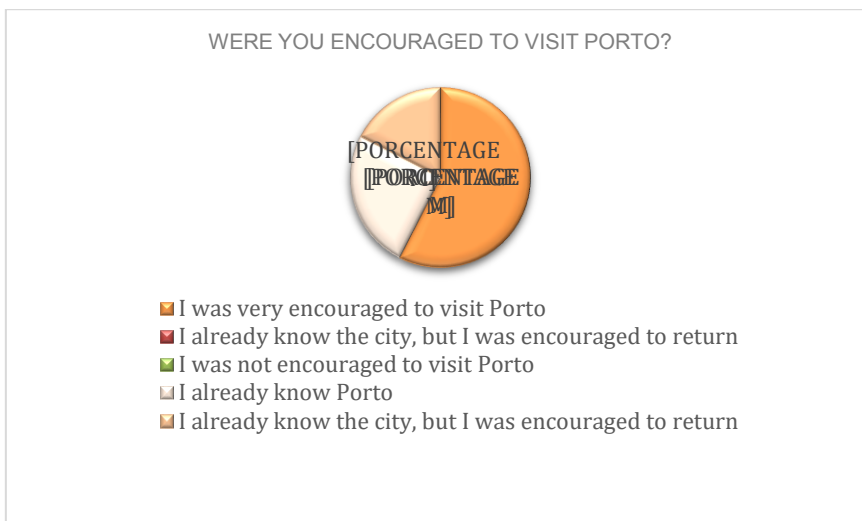 WERE YOU ENCOURAGED TO VISIT PORTO?
[PORCENTAGE
[PORCENTAGE
M]
I was very encouraged to visit Porto
I already know the city, but I was encouraged to return
I was not encouraged to visit Porto
I already know Porto
I already know the city, but I was encouraged to return